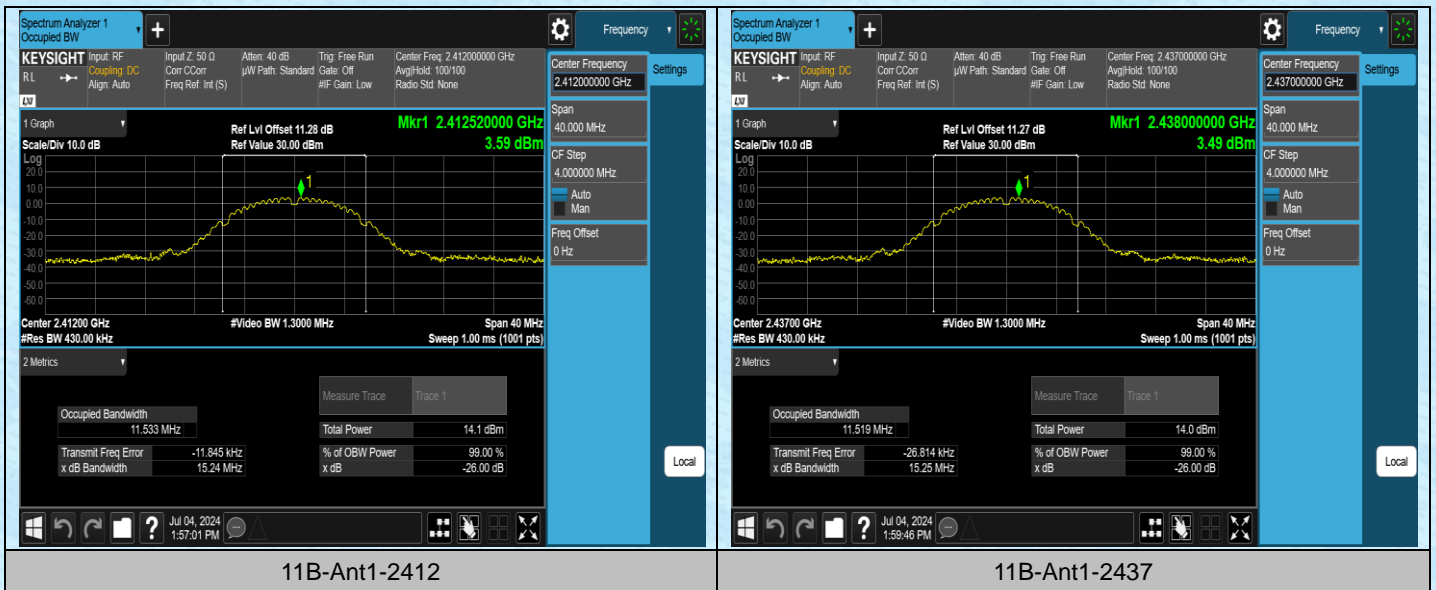 Spectrum Analyzer 1
Occupied BW
+
Frequency
KEYSIGHT
Input: RF
Coupling: DC
Align: Auto
Input Z: 50 Ω
Corr CCorr
Freq Ref: Int (S)
Atten: 40 dB
µW Path: Standard
Trig: Free Run
Gate: Off
#IF Gain: Low
Center Freq: 2.412000000 GHz
Avg|Hold: 100/100
Radio Std: None
R L
LXI
Center Frequency
2.412000000 GHz
Settings
Span
40.000 MHz
CF Step
4.000000 MHz
Auto
Man
Freq Offset
0 Hz
Local
1 Graph
Scale/Div 10.0 dB
Ref Lvl Offset 11.28 dB
Ref Value 30.00 dBm
Mkr1 2.412520000 GHz
3.59 dBm
Log
20.0
10.0
0.00
-10.0
-20.0
-30.0
-40.0
-50.0
-60.0
1
Center 2.41200 GHz
#Res BW 430.00 kHz
#Video BW 1.3000 MHz
Span 40 MHz
Sweep 1.00 ms (1001 pts)
2 Metrics
Measure Trace Trace 1
Occupied Bandwidth
11.533 MHz
Total Power 14.1 dBm
Transmit Freq Error -11.845 kHz
x dB Bandwidth 15.24 MHz
% of OBW Power 99.00 %
x dB -26.00 dB
?
Jul 04, 2024
1:57:01 PM
11B-Ant1-2412
Spectrum Analyzer 1
Occupied BW
+
Frequency
KEYSIGHT
Input: RF
Coupling: DC
Align: Auto
Input Z: 50 Ω
Corr CCorr
Freq Ref: Int (S)
Atten: 40 dB
µW Path: Standard
Trig: Free Run
Gate: Off
#IF Gain: Low
Center Freq: 2.437000000 GHz
Avg|Hold: 100/100
Radio Std: None
R L
LXI
Center Frequency
2.437000000 GHz
Settings
Span
40.000 MHz
CF Step
4.000000 MHz
Auto
Man
Freq Offset
0 Hz
Local
1 Graph
Scale/Div 10.0 dB
Ref Lvl Offset 11.27 dB
Ref Value 30.00 dBm
Mkr1 2.438000000 GHz
3.49 dBm
Log
20.0
10.0
0.00
-10.0
-20.0
-30.0
-40.0
-50.0
-60.0
1
Center 2.43700 GHz
#Res BW 430.00 kHz
#Video BW 1.3000 MHz
Span 40 MHz
Sweep 1.00 ms (1001 pts)
2 Metrics
Measure Trace Trace 1
Occupied Bandwidth
11.519 MHz
Total Power 14.0 dBm
Transmit Freq Error -26.814 kHz
x dB Bandwidth 15.25 MHz
% of OBW Power 99.00 %
x dB -26.00 dB
?
Jul 04, 2024
1:59:46 PM
11B-Ant1-2437